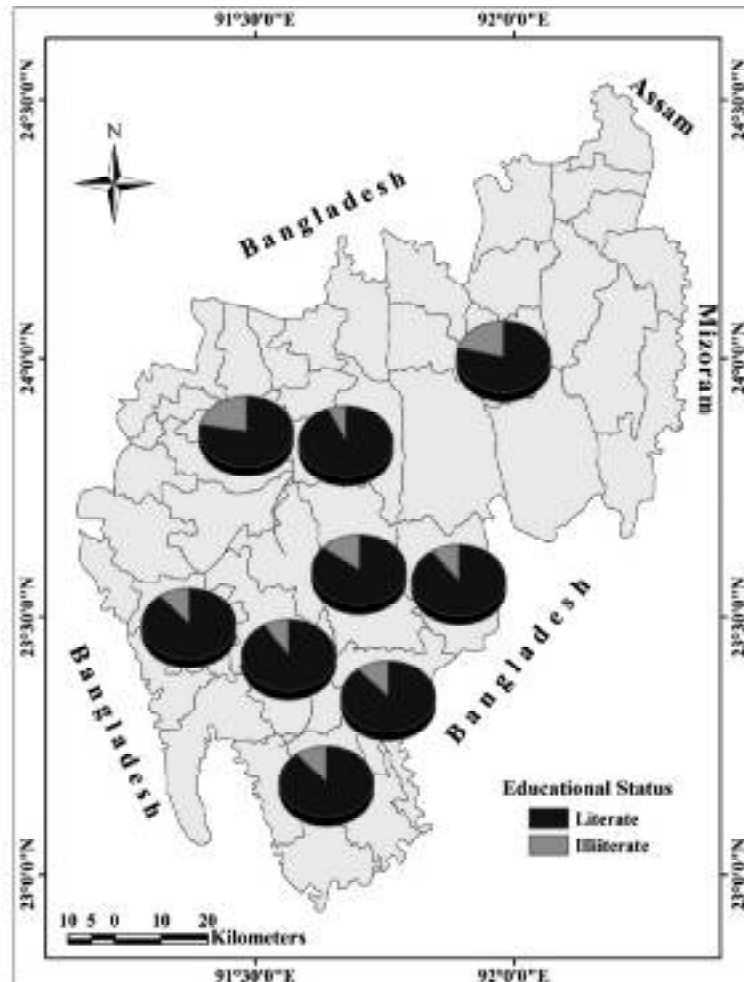 91°30'0"E 92°0'0"E
24°30'0"N
24°30'0"N
Assam
N
Bangladesh
Mizoram
24°0'0"N
24°0'0"N
23°30'0"N
23°30'0"N
Bangladesh
Bangladesh
Educational Status
Literate
Illiterate
23°0'0"N
23°0'0"N
10 5 0 10 20
Kilometers
91°30'0"E 92°0'0"E